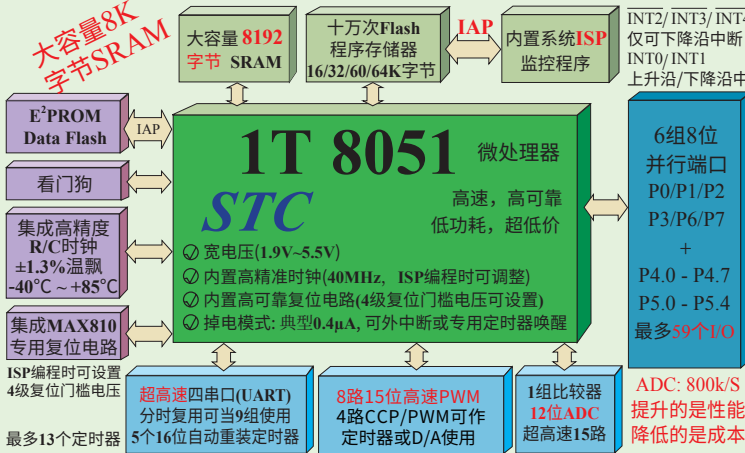 大容量8K
字节SRAM
大容量 8192
字节 SRAM
十万次Flash
程序存储器
16/32/60/64K字节
IAP
内置系统ISP
监控程序
INT2/ INT3/ INT4
仅可下降沿中断
INT0/ INT1
上升沿/下降沿中
E²PROM
Data Flash
IAP
看门狗
集成高精度
R/C时钟
±1.3%温飘
-40℃ ~ +85℃
集成MAX810
专用复位电路
ISP编程时可设置
4级复位门槛电压
最多13个定时器
1T 8051 微处理器
STC
高速，高可靠
低功耗，超低价
宽电压(1.9V~5.5V)
内置高精准时钟(40MHz，ISP编程时可调整)
内置高可靠复位电路(4级复位门槛电压可设置)
掉电模式: 典型0.4μA, 可外中断或专用定时器唤醒
6组8位
并行端口
P0/P1/P2
P3/P6/P7
+
P4.0 - P4.7
P5.0 - P5.4
最多59个I/O
超高速四串口(UART)
分时复用可当9组使用
5个16位自动重装定时器
8路15位高速PWM
4路CCP/PWM可作
定时器或D/A使用
1组比较器
12位ADC
超高速15路
ADC: 800k/S
提升的是性能
降低的是成本